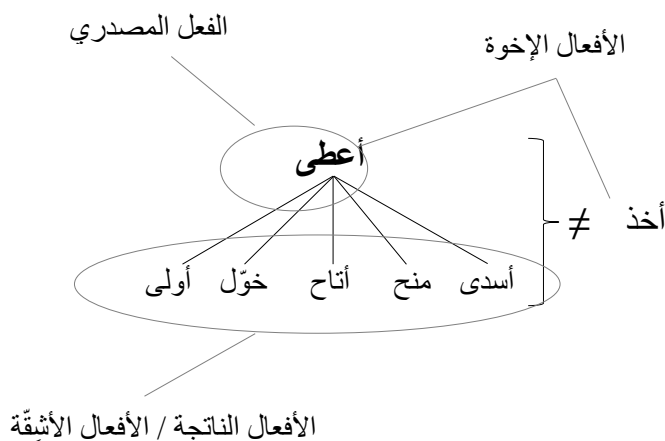 الفعل المصدري
الأفعال الإخوة
أعطى
أخذ ≠
أسدى منح أتاح خوّل أولى
الأفعال الناتجة / الأفعال الأشِقّة